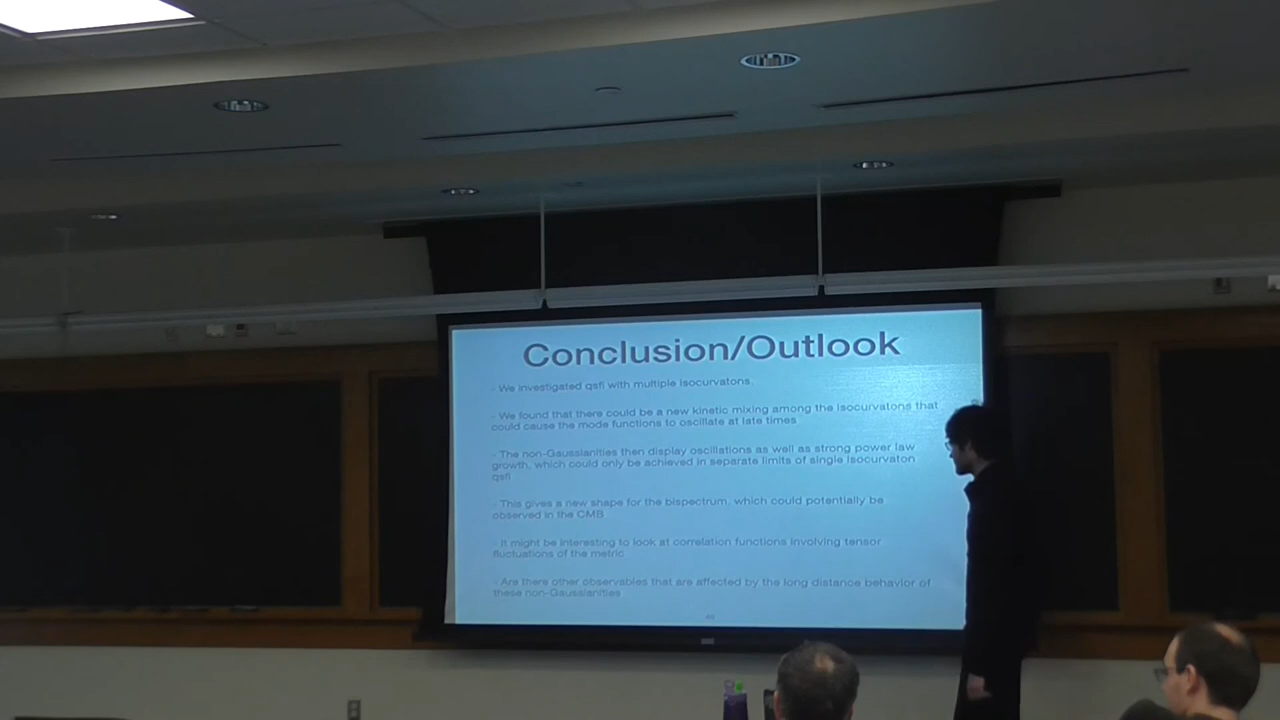 Conclusion/Outlook
- We investigated qsfi with multiple isocurvatons.
- We found that there could be a new kinetic mixing among the isocurvatons that
could cause the mode functions to oscillate at late times
- The non-Gaussianities then display oscillations as well as strong power law
growth, which could only be achieved in separate limits of single isocurvaton
qsfi
- This gives a new shape for the bispectrum, which could potentially be
observed in the CMB
- It might be interesting to look at correlation functions involving tensor
fluctuations of the metric
- Are there other observables that are affected by the long distance behavior of
these non-Gaussianities